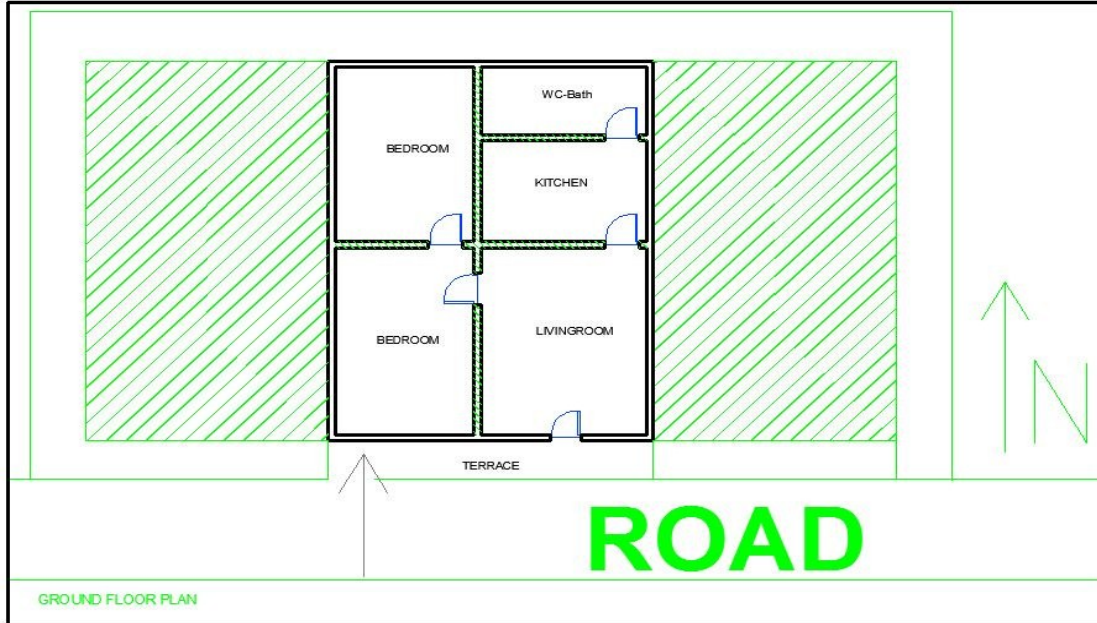 WC-Bath
BEDROOM
KITCHEN
BEDROOM
LIVINGROOM
TERRACE
N
ROAD
GROUND FLOOR PLAN